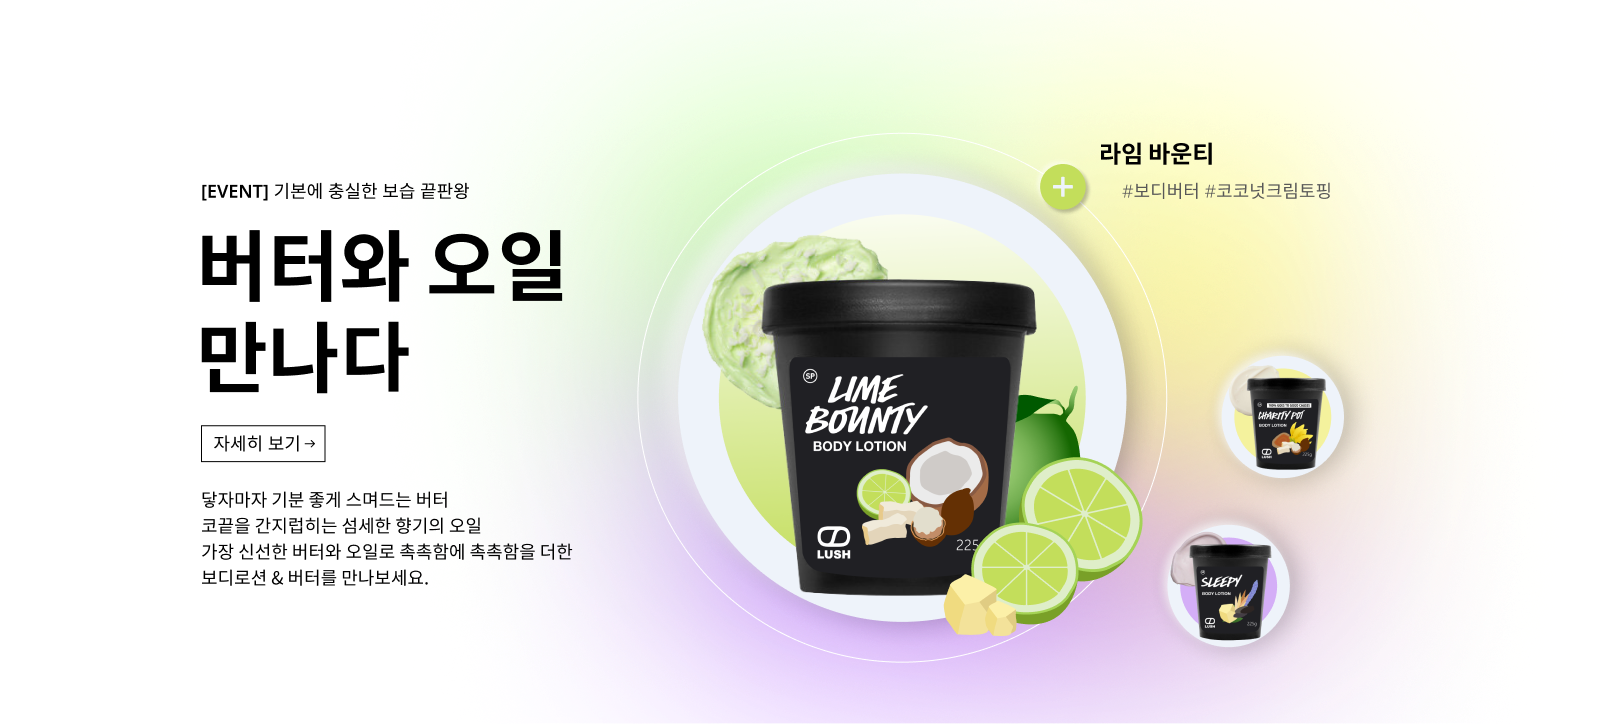 [EVENT] 기본에 충실한 보습 끝판왕
버터와 오일
만나다
자세히 보기→
닿자마자 기분 좋게 스며드는 버터
코끝을 간지럽히는 섬세한 향기의 오일
가장 신선한 버터와 오일로 촉촉함에 촉촉함을 더한
보디로션 & 버터를 만나보세요.
라임 바운티
#보디버터 #코코넛크림토핑
SP
LIME
BOUNTY
BODY LOTION
LUSH
225
CHARITY POT
BODY LOTION
LUSH
225g
SLEEPY
BODY LOTION
LUSH
225g